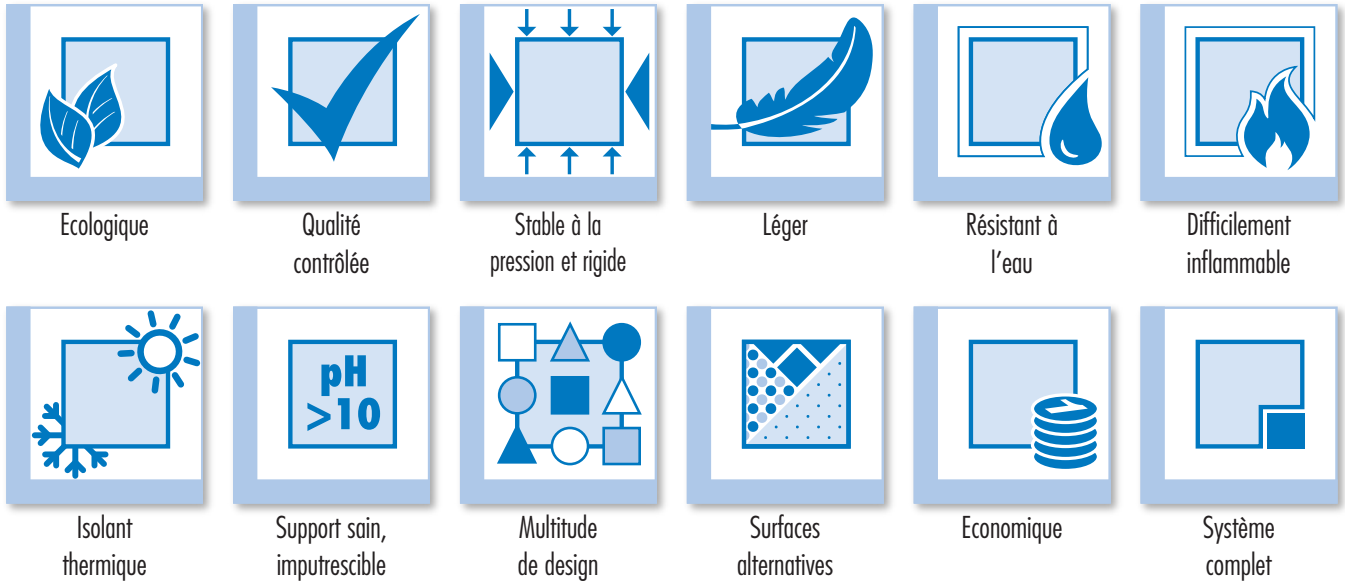 Ecologique
Qualité
contrôlée
Stable à la
pression et rigide
Léger
Résistant à
l'eau
Difficilement
inflammable
pH
>10
Isolant
thermique
Support sain,
imputrescible
Multitude
de design
Surfaces
alternatives
1
Economique
Système
complet